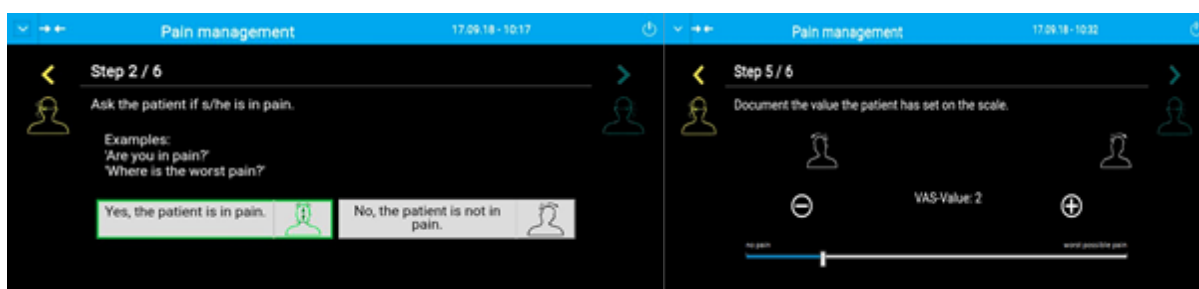 Pain management
17.09.18 - 10:17
Step 2 / 6
Ask the patient if s/he is in pain.
Examples:
'Are you in pain?'
'Where is the worst pain?'
Yes, the patient is in pain.
No, the patient is not in
pain.
Pain management
17.09.18 - 10:32
Step 5 / 6
Document the value the patient has set on the scale.
VAS-Value: 2
no pain
worst possible pain